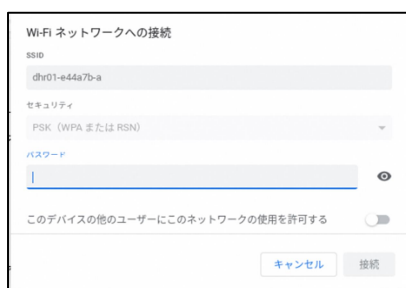 Wi-Fi ネットワークへの接続
SSID
dhr01-e44a7b-a
セキュリティ
PSK（WPA または RSN）
パスワード
このデバイスの他のユーザーにこのネットワークの使用を許可する
キャンセル
接続